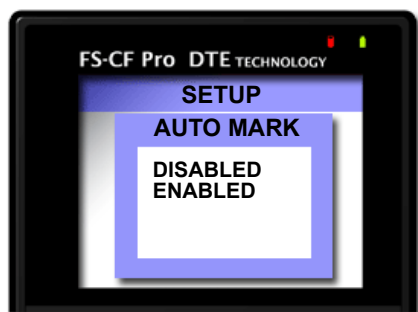 FS-CF Pro DTE TECHNOLOGY
SETUP
AUTO MARK
DISABLED
ENABLED